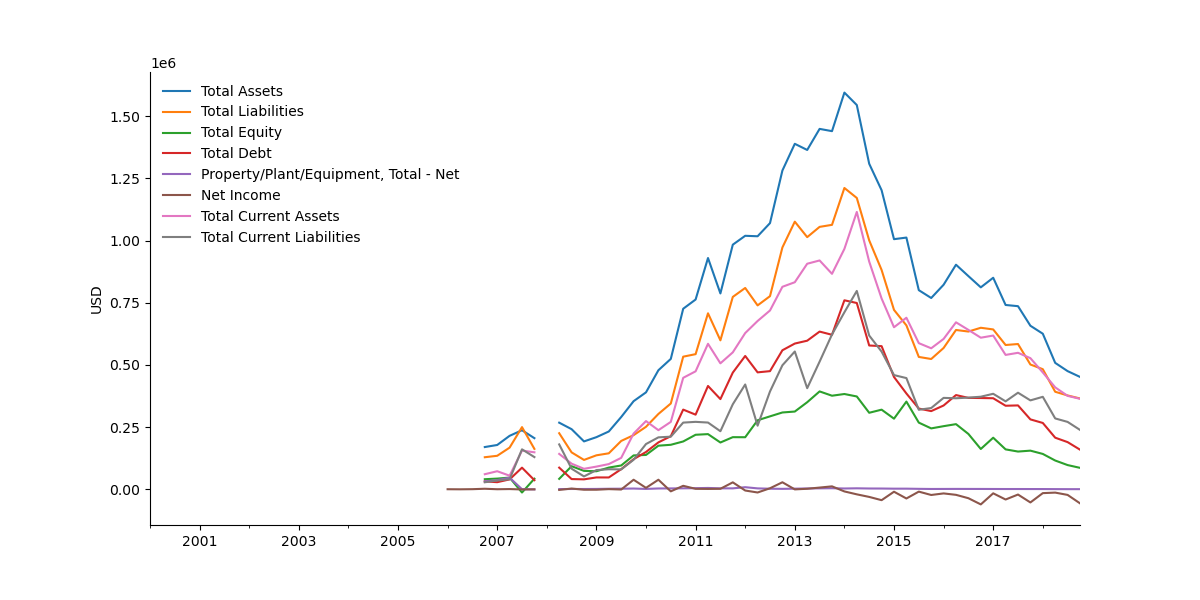 1e6
Total Assets
Total Liabilities
Total Equity
Total Debt
Property/Plant/Equipment, Total - Net
Net Income
Total Current Assets
Total Current Liabilities
1.50
1.25
1.00
0.75
0.50
0.25
0.00
USD
2001 2003 2005 2007 2009 2011 2013 2015 2017